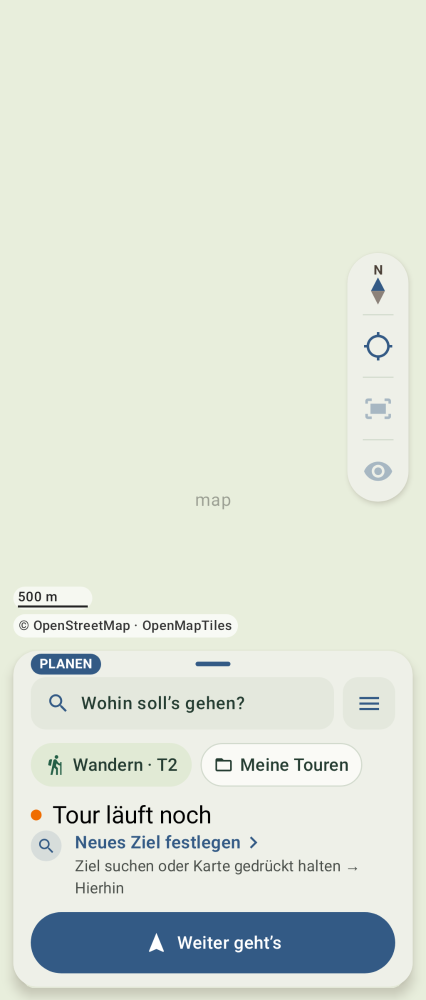 N
map
500 m
© OpenStreetMap · OpenMapTiles
PLANEN
Wohin soll’s gehen?
Wandern · T2
Meine Touren
Tour läuft noch
Neues Ziel festlegen
Ziel suchen oder Karte gedrückt halten →
Hierhin
Weiter geht’s